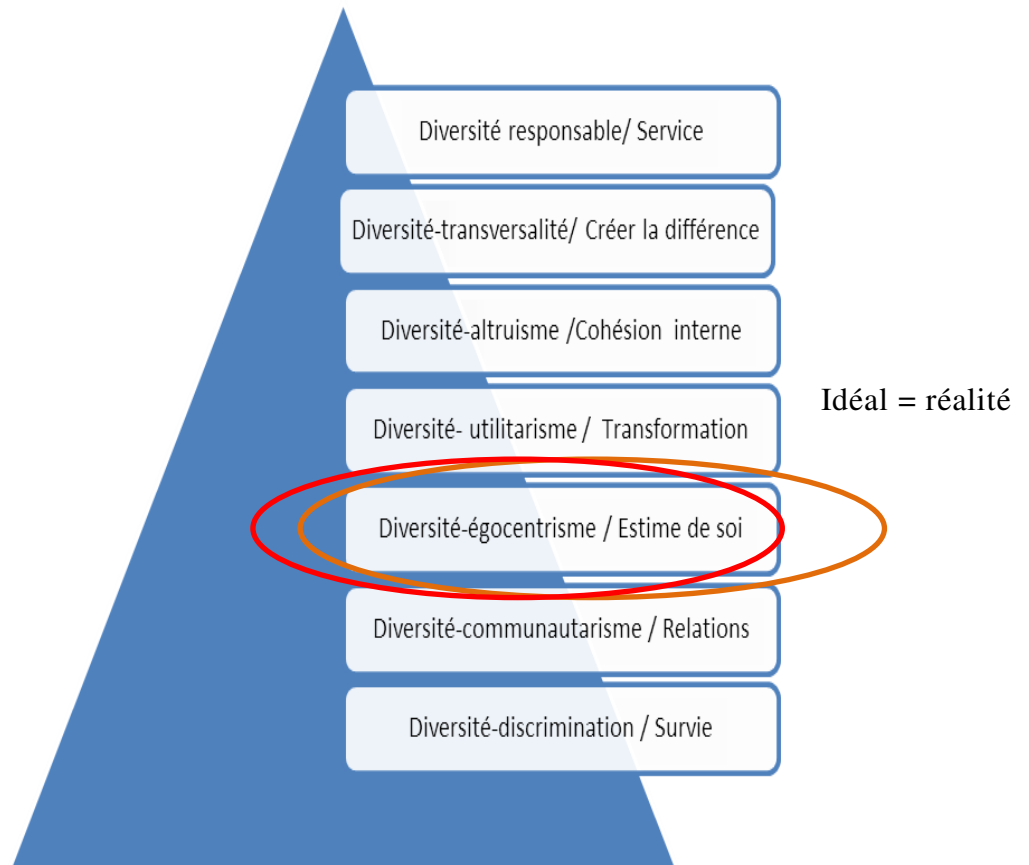 Diversité responsable/ Service
Diversité-transversalité/ Créer la différence
Diversité-altruisme /Cohésion interne
Idéal = réalité
Diversité- utilitarisme / Transformation
Diversité-égocentrisme / Estime de soi
Diversité-communautarisme / Relations
Diversité-discrimination / Survie